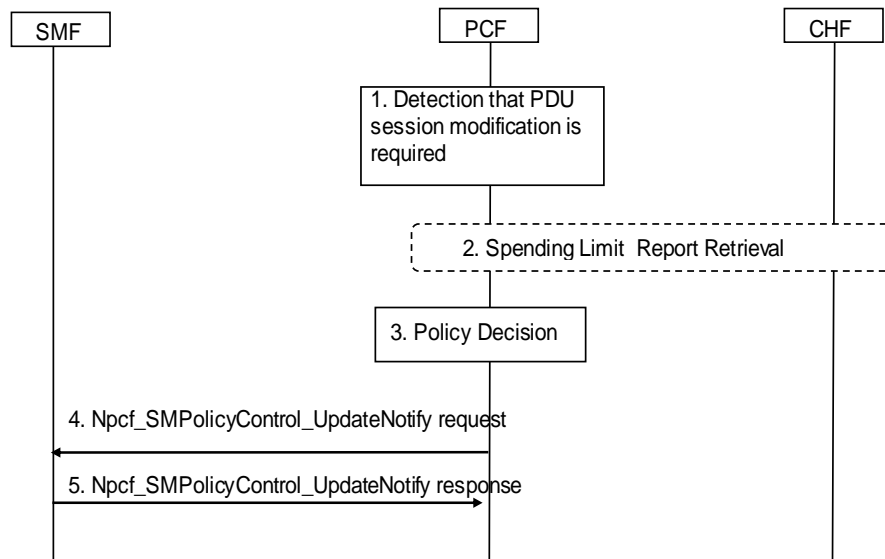 SMF
PCF
CHF
1. Detection that PDU
session modification is
required
2. Spending Limit Report Retrieval
3. Policy Decision
4. Npcf_SMPolicyControl_UpdateNotify request
5. Npcf_SMPolicyControl_UpdateNotify response